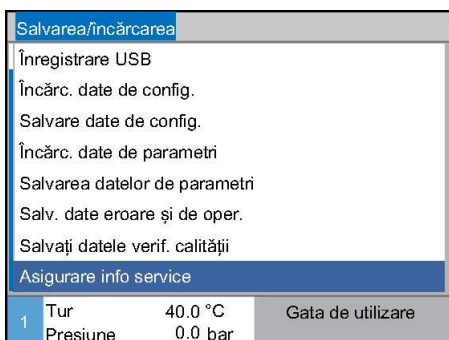 Salvarea/încărcarea
Înregistrare USB
Încărc. date de config.
Salvare date de config.
Încărc. date de parametri
Salvarea datelor de parametri
Salv. date eroare și de oper.
Salvați datele verif. calității
Asigurare info service
1 Tur 40.0 °C Gata de utilizare
Presiune 0.0 bar